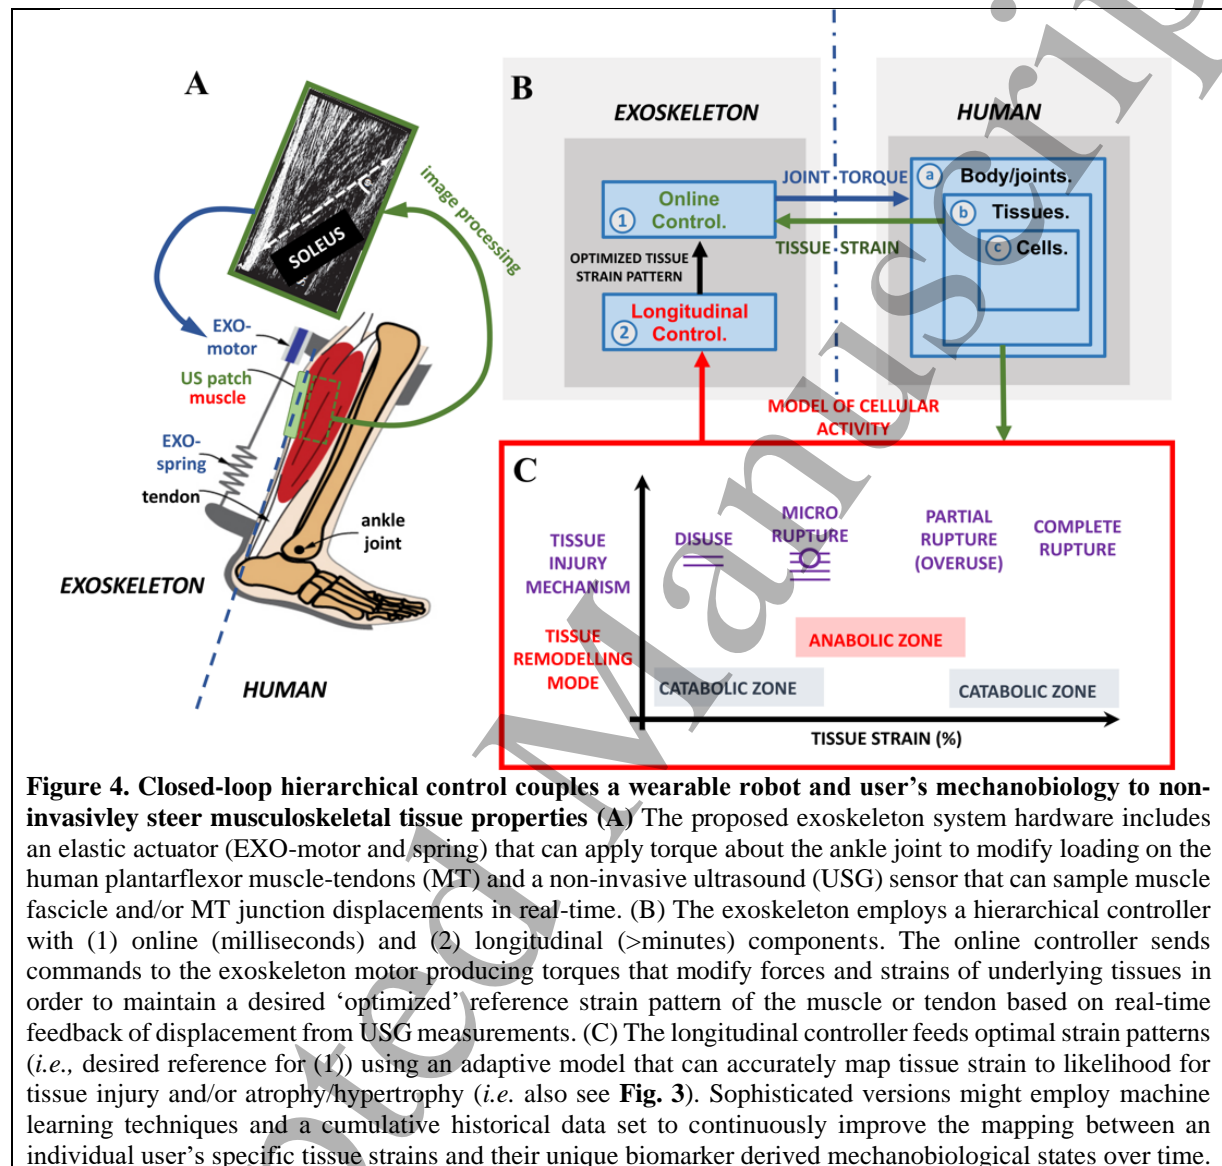 A
SOLEUS
image processing
EXO-
motor
US patch
muscle
EXO-
spring
tendon
ankle
joint
EXOSKELETON
HUMAN
B
EXOSKELETON
HUMAN
Online
Control.
1
JOINT TORQUE
TISSUE STRAIN
OPTIMIZED TISSUE
STRAIN PATTERN
Longitudinal
Control.
2
a Body/joints.
b Tissues.
c Cells.
MODEL OF CELLULAR
ACTIVITY
C
TISSUE
INJURY
MECHANISM
DISUSE
MICRO
RUPTURE
PARTIAL
RUPTURE
(OVERUSE)
COMPLETE
RUPTURE
TISSUE
REMODELLING
MODE
ANABOLIC ZONE
CATABOLIC ZONE
CATABOLIC ZONE
TISSUE STRAIN (%)
Figure 4. Closed-loop hierarchical control couples a wearable robot and user's mechanobiology to non-
invasivley steer musculoskeletal tissue properties (A) The proposed exoskeleton system hardware includes
an elastic actuator (EXO-motor and spring) that can apply torque about the ankle joint to modify loading on the
human plantarflexor muscle-tendons (MT) and a non-invasive ultrasound (USG) sensor that can sample muscle
fascicle and/or MT junction displacements in real-time. (B) The exoskeleton employs a hierarchical controller
with (1) online (milliseconds) and (2) longitudinal (>minutes) components. The online controller sends
commands to the exoskeleton motor producing torques that modify forces and strains of underlying tissues in
order to maintain a desired 'optimized' reference strain pattern of the muscle or tendon based on real-time
feedback of displacement from USG measurements. (C) The longitudinal controller feeds optimal strain patterns
(i.e., desired reference for (1)) using an adaptive model that can accurately map tissue strain to likelihood for
tissue injury and/or atrophy/hypertrophy (i.e. also see Fig. 3). Sophisticated versions might employ machine
learning techniques and a cumulative historical data set to continuously improve the mapping between an
individual user's specific tissue strains and their unique biomarker derived mechanobiological states over time.
pted Manuscrip